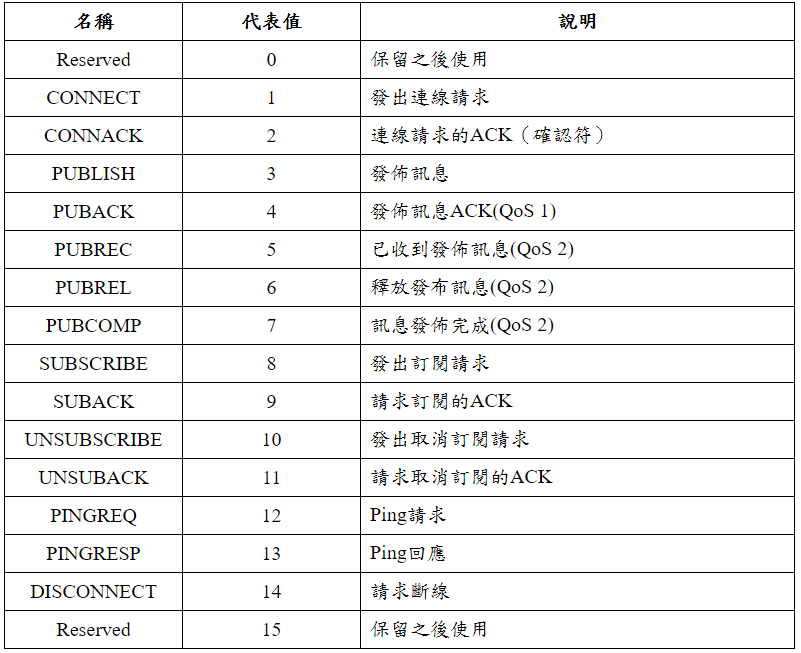 名稱 代表值 說明
Reserved 0 保留之後使用
CONNECT 1 發出連線請求
CONNACK 2 連線請求的ACK（確認符）
PUBLISH 3 發佈訊息
PUBACK 4 發佈訊息ACK(QoS 1)
PUBREC 5 已收到發佈訊息(QoS 2)
PUBREL 6 釋放發布訊息(QoS 2)
PUBCOMP 7 訊息發佈完成(QoS 2)
SUBSCRIBE 8 發出訂閱請求
SUBACK 9 請求訂閱的ACK
UNSUBSCRIBE 10 發出取消訂閱請求
UNSUBACK 11 請求取消訂閱的ACK
PINGREQ 12 Ping請求
PINGRESP 13 Ping回應
DISCONNECT 14 請求斷線
Reserved 15 保留之後使用